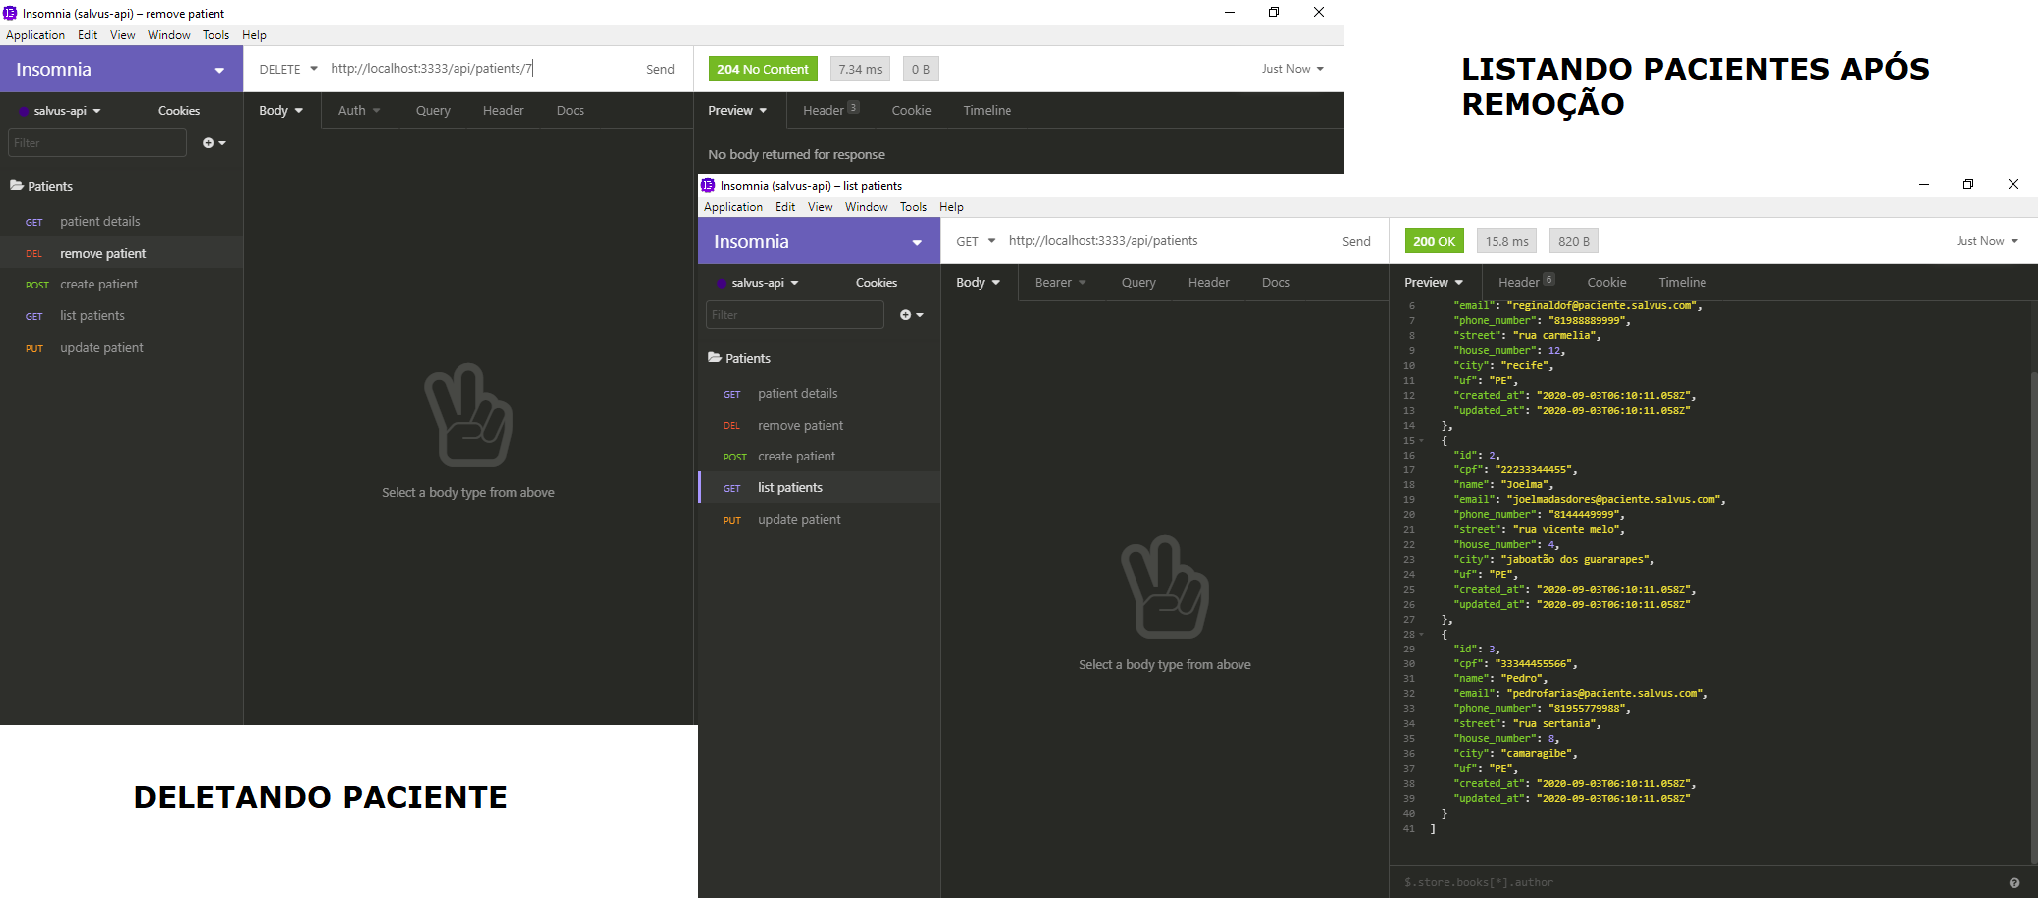 Insomnia (salvus-api) – remove patient
Application Edit View Window Tools Help
Insomnia
DELETE http://localhost:3333/api/patients/7 Send
204 No Content 7.34 ms 0 B Just Now
salvus-api Cookies
Body Auth Query Header Docs
Preview Header 3 Cookie Timeline
Filter
No body returned for response
Patients
GET patient details
DEL remove patient
POST create patient
GET list patients
PUT update patient
Select a body type from above
LISTANDO PACIENTES APÓS
REMOÇÃO
Insomnia (salvus-api) – list patients
Application Edit View Window Tools Help
Insomnia
GET http://localhost:3333/api/patients Send
200 OK 15.8 ms 820 B Just Now
salvus-api Cookies
Body Bearer Query Header Docs
Preview Header 6 Cookie Timeline
Filter
Patients
GET patient details
DEL remove patient
POST create patient
GET list patients
PUT update patient
Select a body type from above
6 "email": "reginaldof@paciente.salvus.com",
7 "phone_number": "81988889999",
8 "street": "rua carmelia",
9 "house_number": 12,
10 "city": "recife",
11 "uf": "PE",
12 "created_at": "2020-09-03T06:10:11.058Z",
13 "updated_at": "2020-09-03T06:10:11.058Z"
14 },
15 {
16 "id": 2,
17 "cpf": "22233344455",
18 "name": "Joelma",
19 "email": "joelmadasdores@paciente.salvus.com",
20 "phone_number": "8144449999",
21 "street": "rua vicente melo",
22 "house_number": 4,
23 "city": "jaboatão dos guararapes",
24 "uf": "PE",
25 "created_at": "2020-09-03T06:10:11.058Z",
26 "updated_at": "2020-09-03T06:10:11.058Z"
27 },
28 {
29 "id": 3,
30 "cpf": "33344455566",
31 "name": "Pedro",
32 "email": "pedrofarias@paciente.salvus.com",
33 "phone_number": "81955779988",
34 "street": "rua sertania",
35 "house_number": 8,
36 "city": "camaragibe",
37 "uf": "PE",
38 "created_at": "2020-09-03T06:10:11.058Z",
39 "updated_at": "2020-09-03T06:10:11.058Z"
40 }
41 ]
$.store.books[*].author
DELETANDO PACIENTE